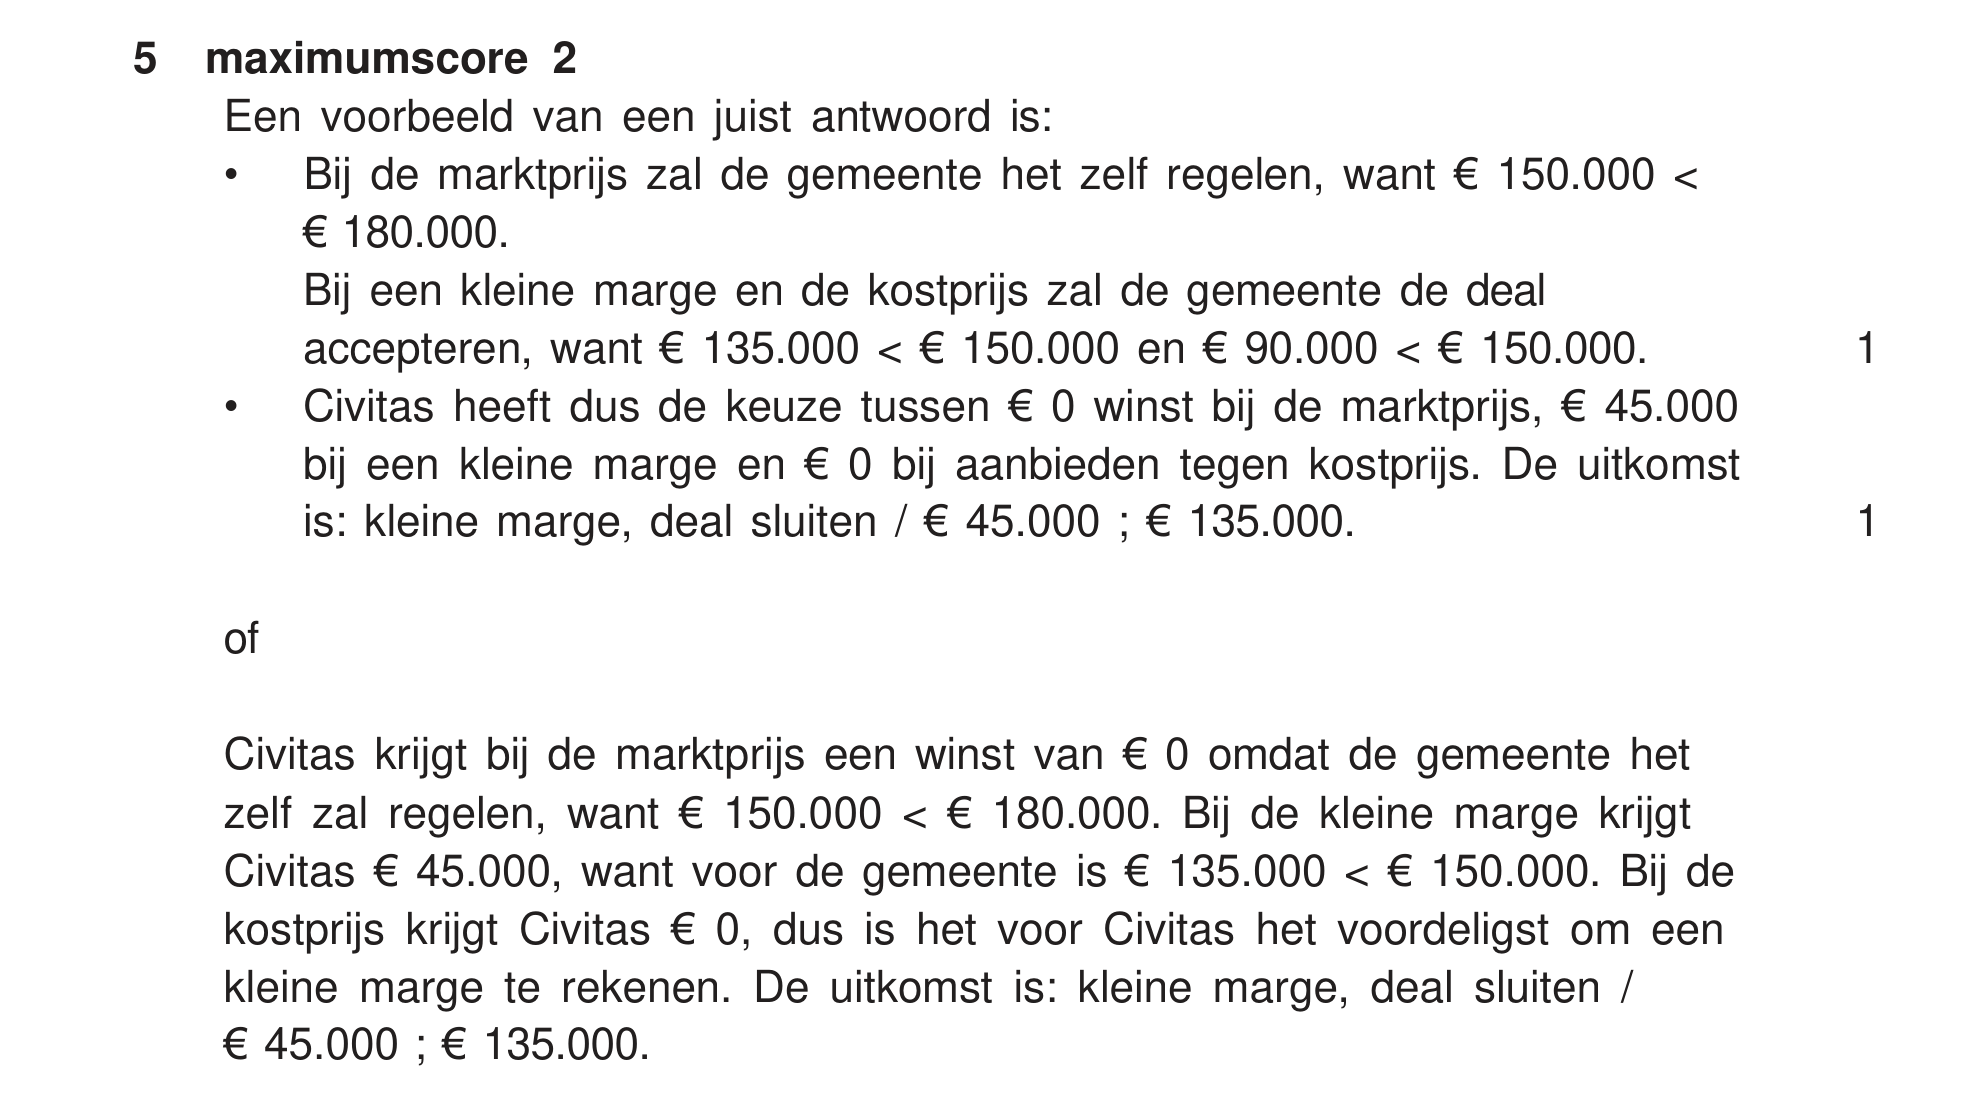 5 maximumscore 2
Een voorbeeld van een juist antwoord is:
• Bij de marktprijs zal de gemeente het zelf regelen, want € 150.000 <
€ 180.000.
Bij een kleine marge en de kostprijs zal de gemeente de deal
accepteren, want € 135.000 < € 150.000 en € 90.000 < € 150.000. 1
• Civitas heeft dus de keuze tussen € 0 winst bij de marktprijs, € 45.000
bij een kleine marge en € 0 bij aanbieden tegen kostprijs. De uitkomst
is: kleine marge, deal sluiten / € 45.000 ; € 135.000. 1
of
Civitas krijgt bij de marktprijs een winst van € 0 omdat de gemeente het
zelf zal regelen, want € 150.000 < € 180.000. Bij de kleine marge krijgt
Civitas € 45.000, want voor de gemeente is € 135.000 < € 150.000. Bij de
kostprijs krijgt Civitas € 0, dus is het voor Civitas het voordeligst om een
kleine marge te rekenen. De uitkomst is: kleine marge, deal sluiten /
€ 45.000 ; € 135.000.